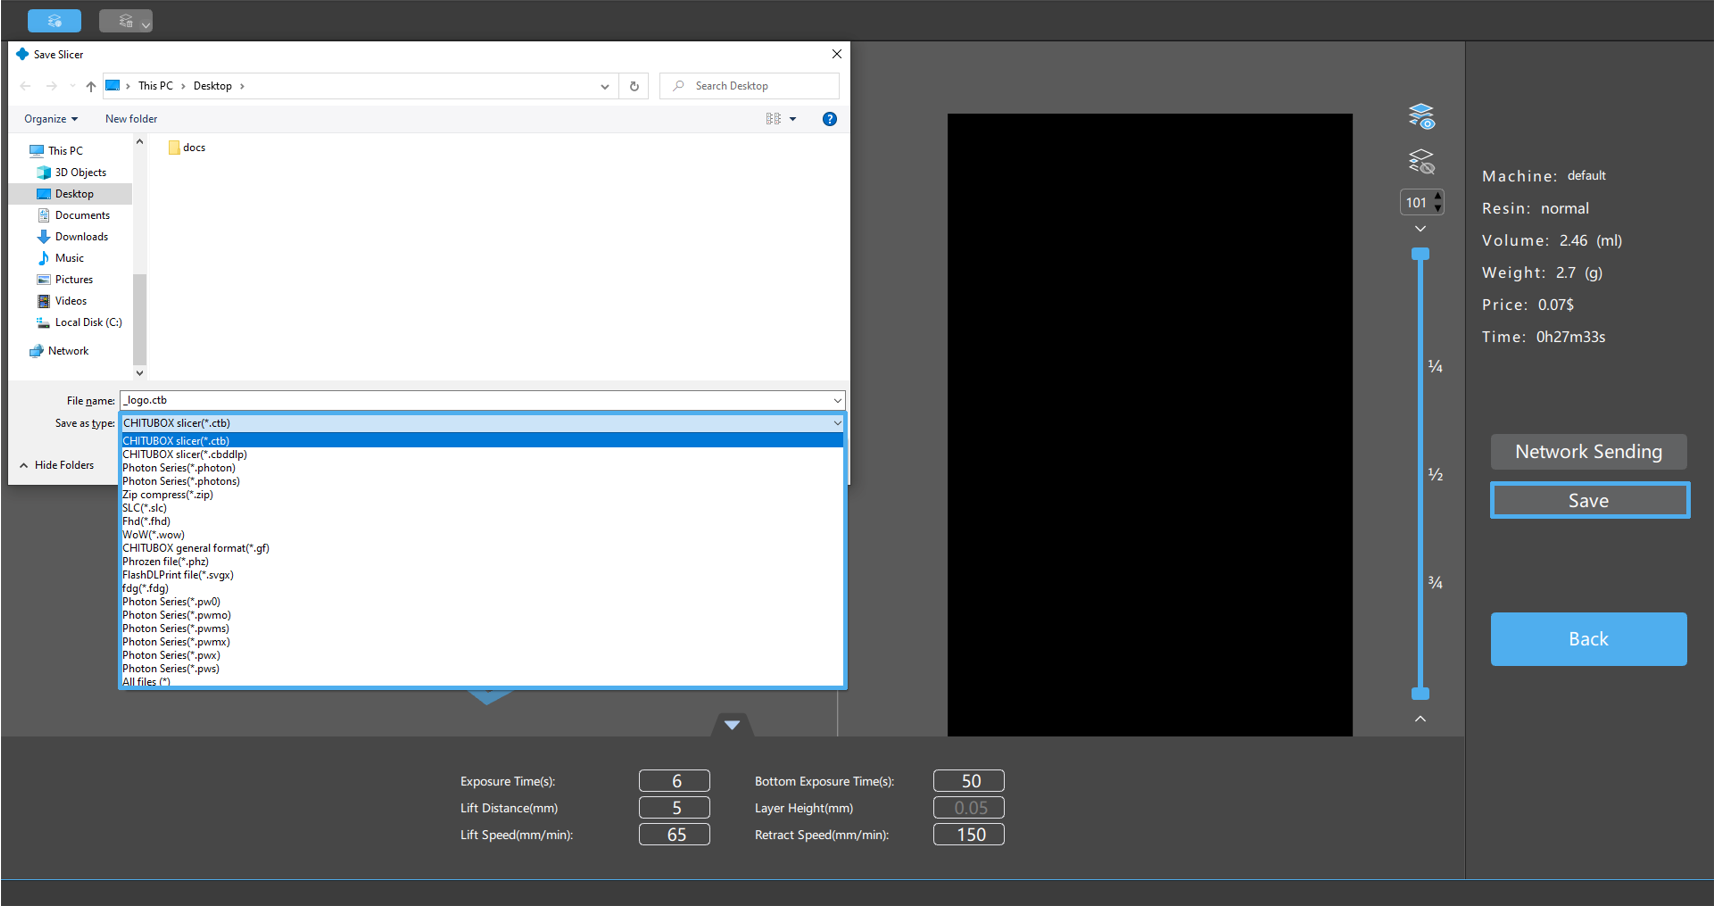 Save Slicer
This PC
Desktop
Search Desktop
Organize
New folder
This PC
3D Objects
Desktop
Documents
Downloads
Music
Pictures
Videos
Local Disk (C:)
Network
docs
File name: _logo.ctb
Save as type: CHITUBOX slicer(*.ctb)
CHITUBOX slicer(*.ctb)
CHITUBOX slicer(*.cbddlp)
Photon Series(*.photon)
Photon Series(*.photons)
Zip compress(*.zip)
SLC(*.slc)
Fhd(*.fhd)
WoW(*.wow)
CHITUBOX general format(*.gf)
Phrozen file(*.phz)
FlashDLPrint file(*.svgx)
fdg(*.fdg)
Photon Series(*.pw0)
Photon Series(*.pwmo)
Photon Series(*.pwms)
Photon Series(*.pwmx)
Photon Series(*.pwx)
Photon Series(*.pws)
All files (*)
Hide Folders
101
¼
½
¾
Machine: default
Resin: normal
Volume: 2.46 (ml)
Weight: 2.7 (g)
Price: 0.07$
Time: 0h27m33s
Network Sending
Save
Back
Exposure Time(s): 6 Bottom Exposure Time(s): 50
Lift Distance(mm) 5 Layer Height(mm) 0.05
Lift Speed(mm/min): 65 Retract Speed(mm/min): 150